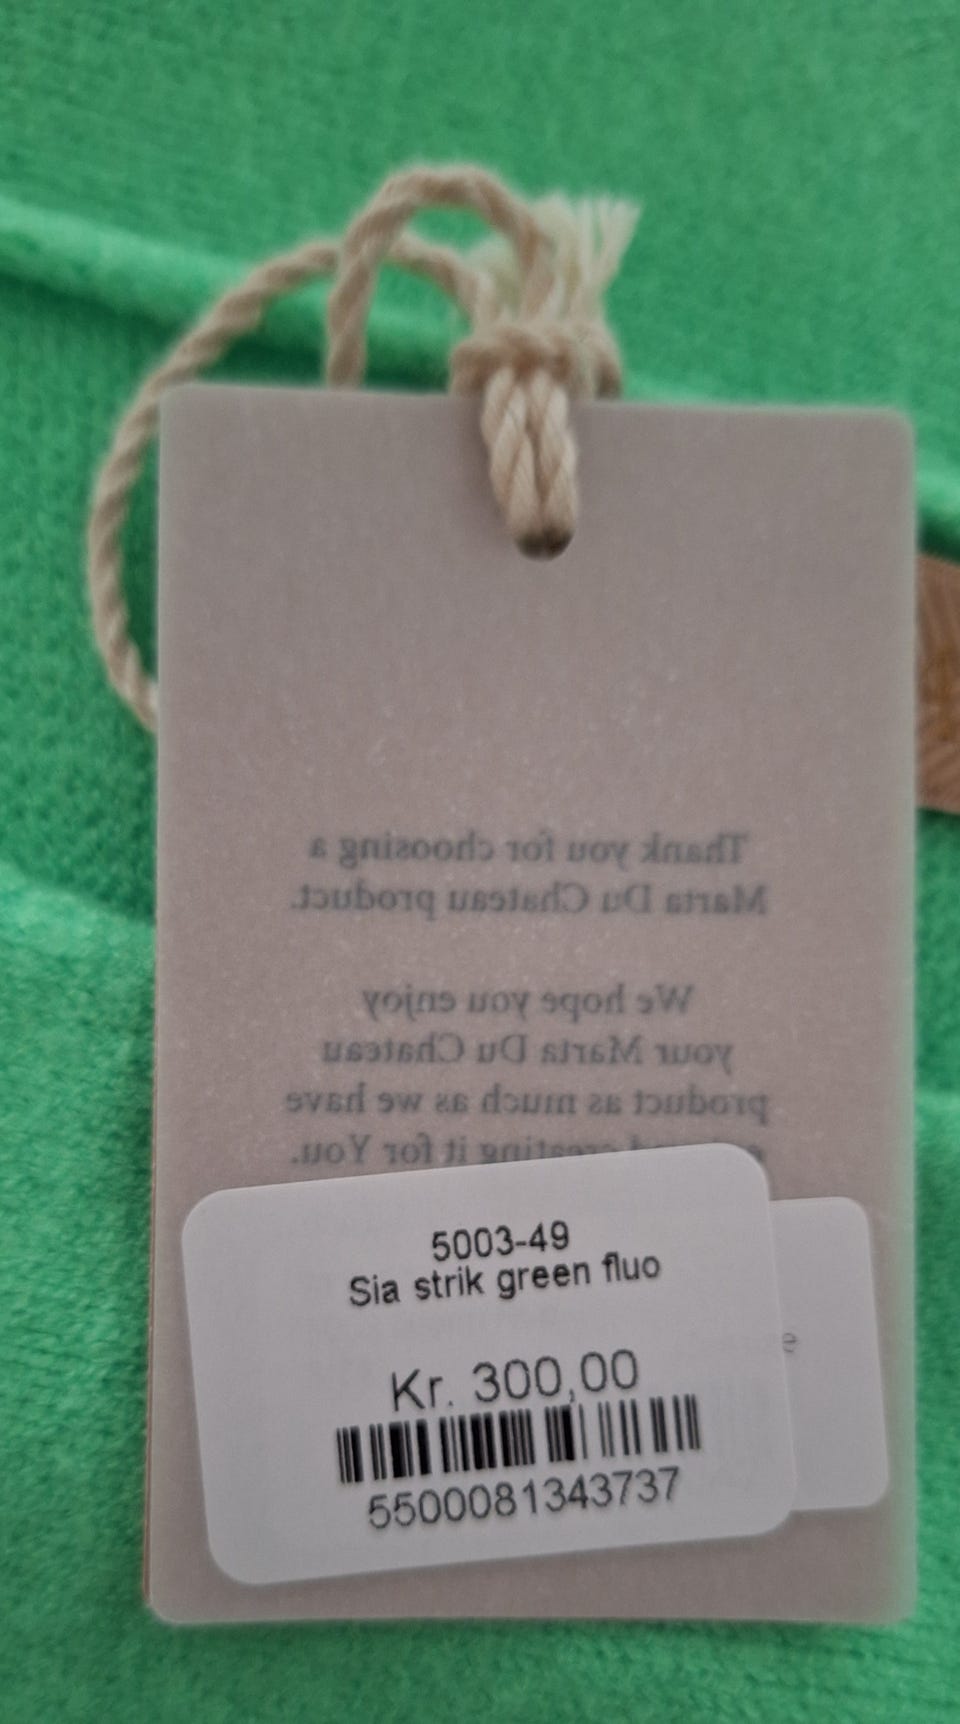 Thank you for choosing a
Marta Du Chateau product.
We hope you enjoy
your Marta Du Chateau
product as much as we have
creating it for You.
5003-49
Sia strik green fluo
Kr. 300,00
5500081343737
e